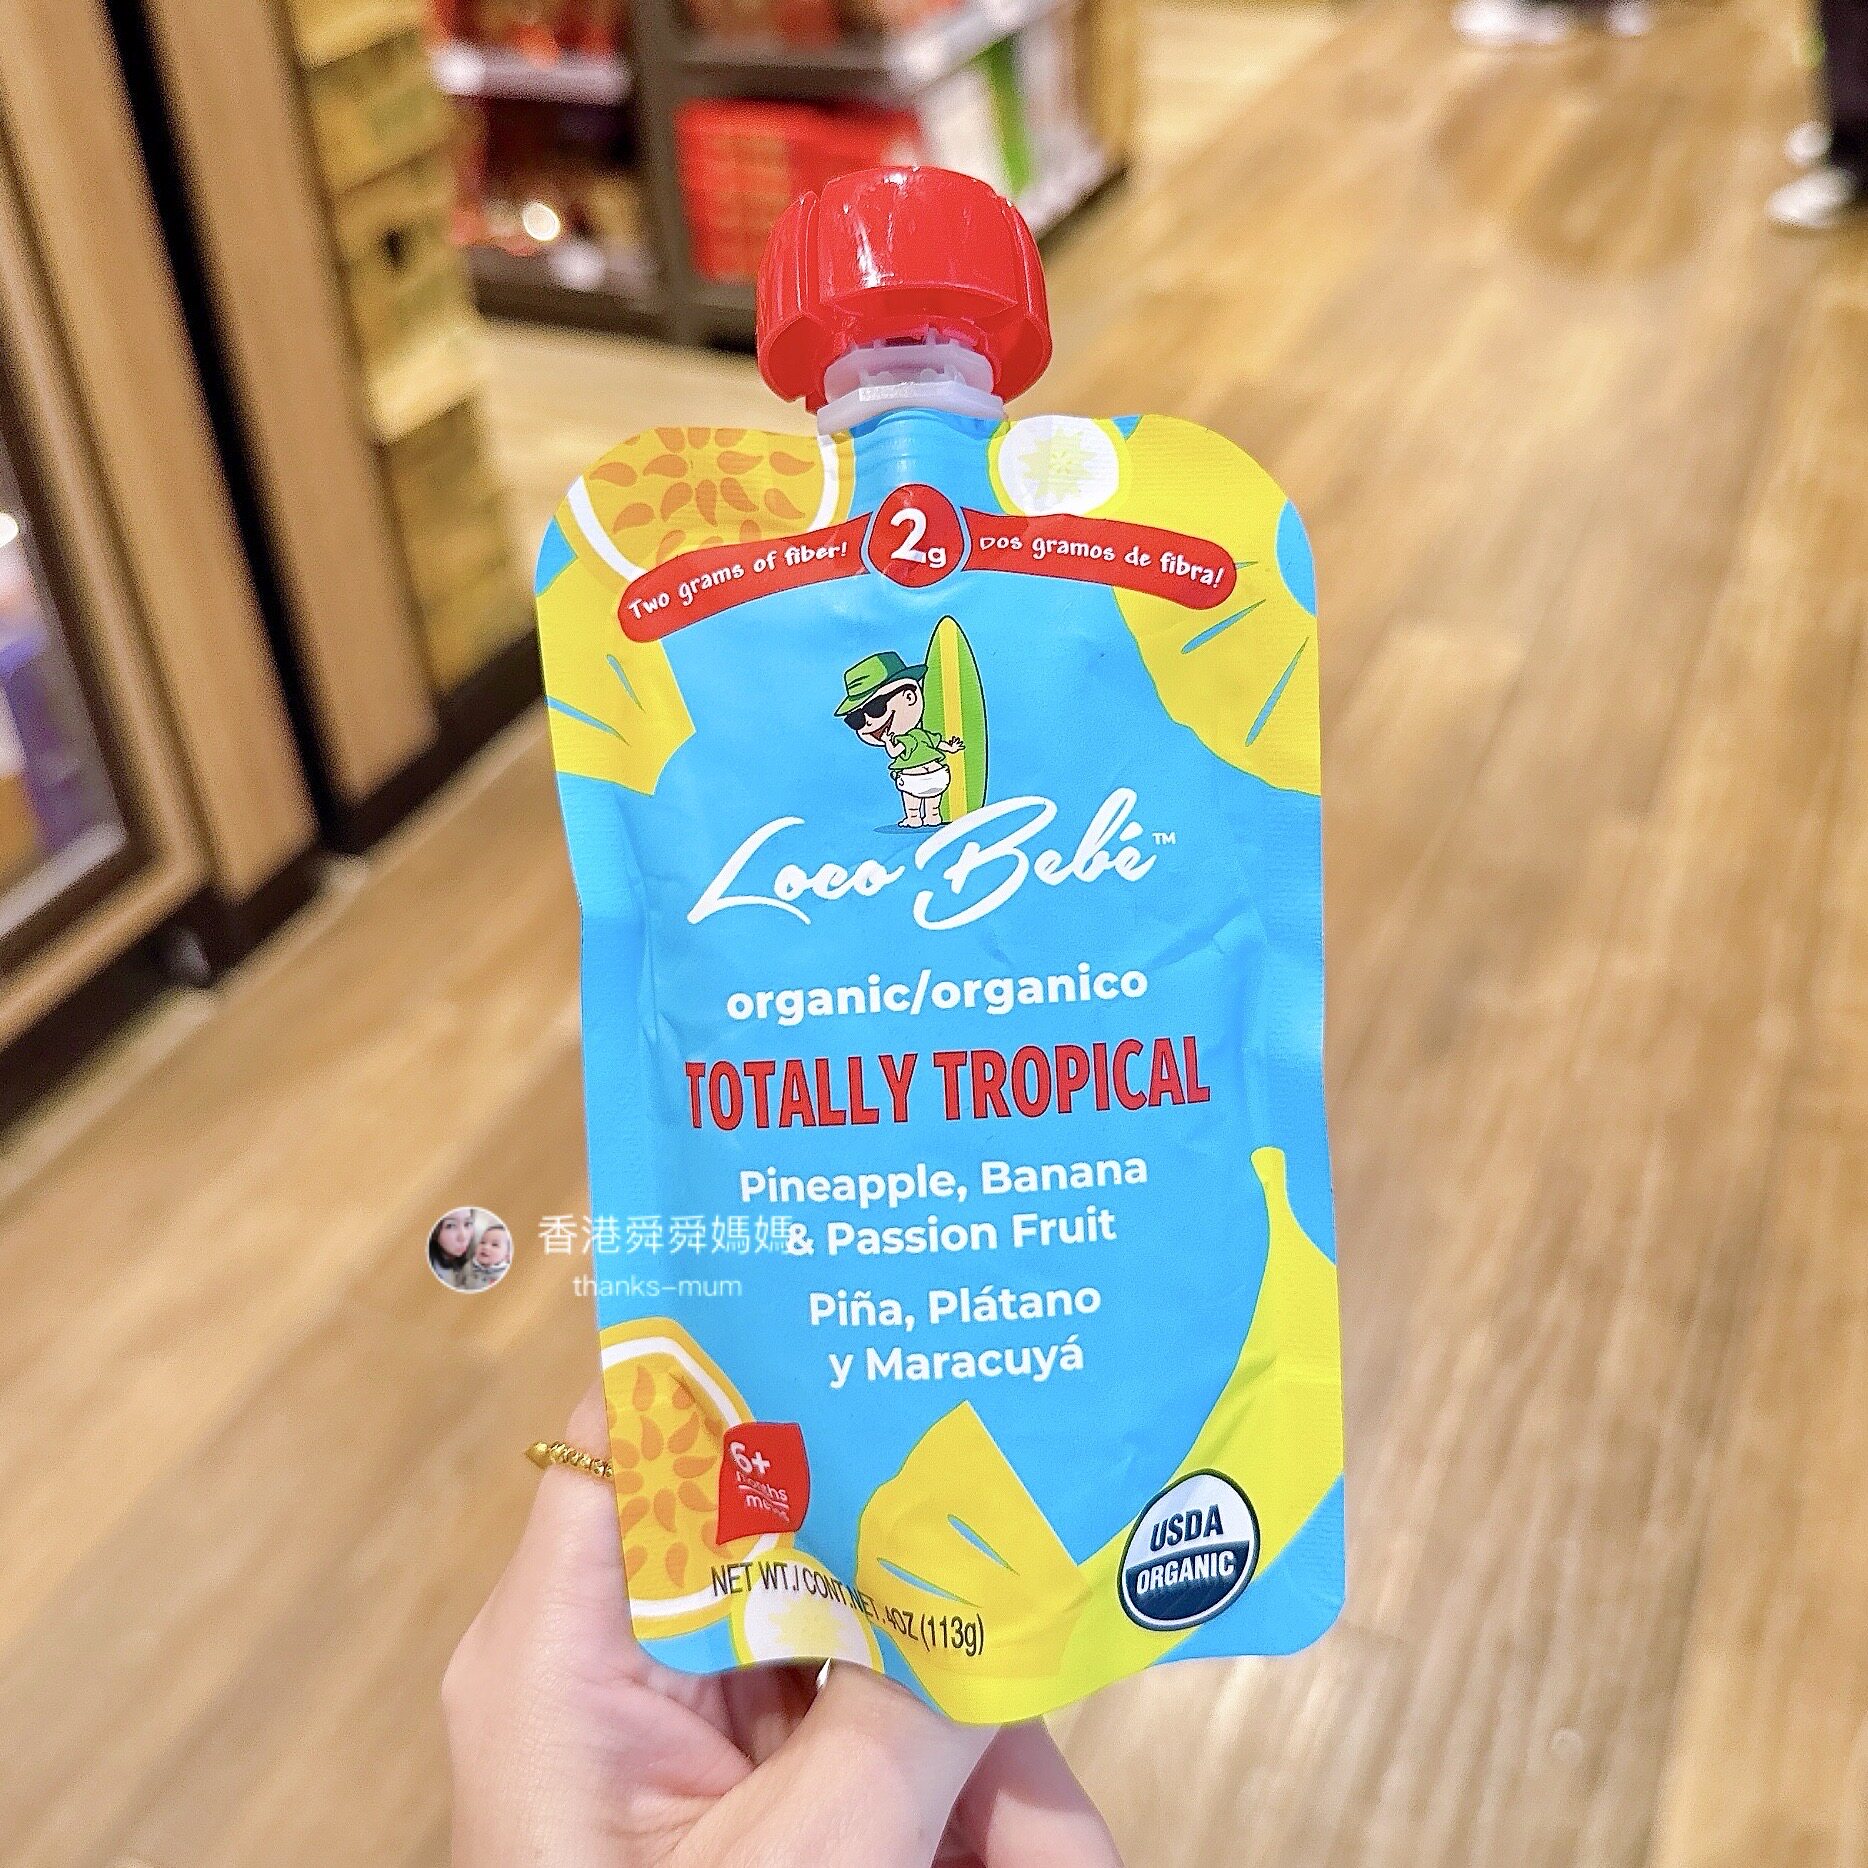 Two grams of fiber! 2g Dos gramos de fibra!
Loco Bebé™
organic/organico
TOTALLY TROPICAL
Pineapple, Banana
& Passion Fruit
Piña, Plátano
y Maracuyá
香港舜舜媽媽
thanks-mum
6+
months
NET WT./CONT.NET. 4OZ (113g)
USDA
ORGANIC